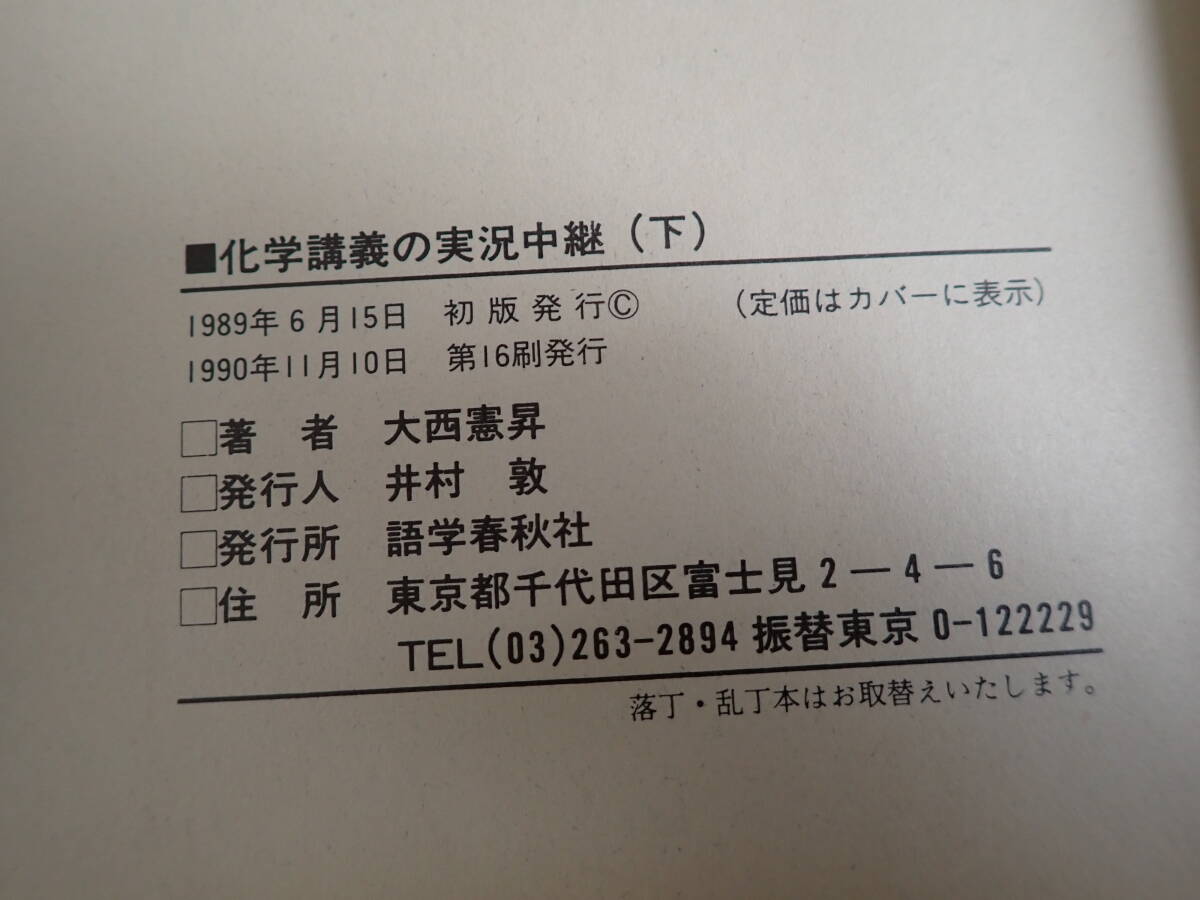 ■化学講義の実況中継（下）
1989年6月15日 初版発行© （定価はカバーに表示）
1990年11月10日 第16刷発行
□著 者 大西憲昇
□発行人 井村 敦
□発行所 語学春秋社
□住 所 東京都千代田区富士見2―4―6
TEL(03)263-2894 振替東京 0-122229
落丁・乱丁本はお取替えいたします。